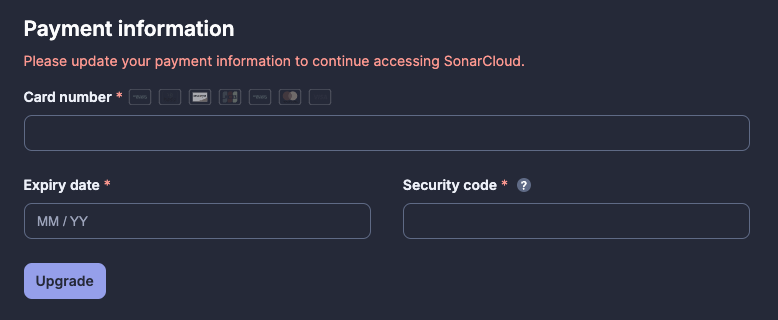 Payment information
Please update your payment information to continue accessing SonarCloud.
Card number *
Expiry date *
Security code * ?
MM / YY
Upgrade